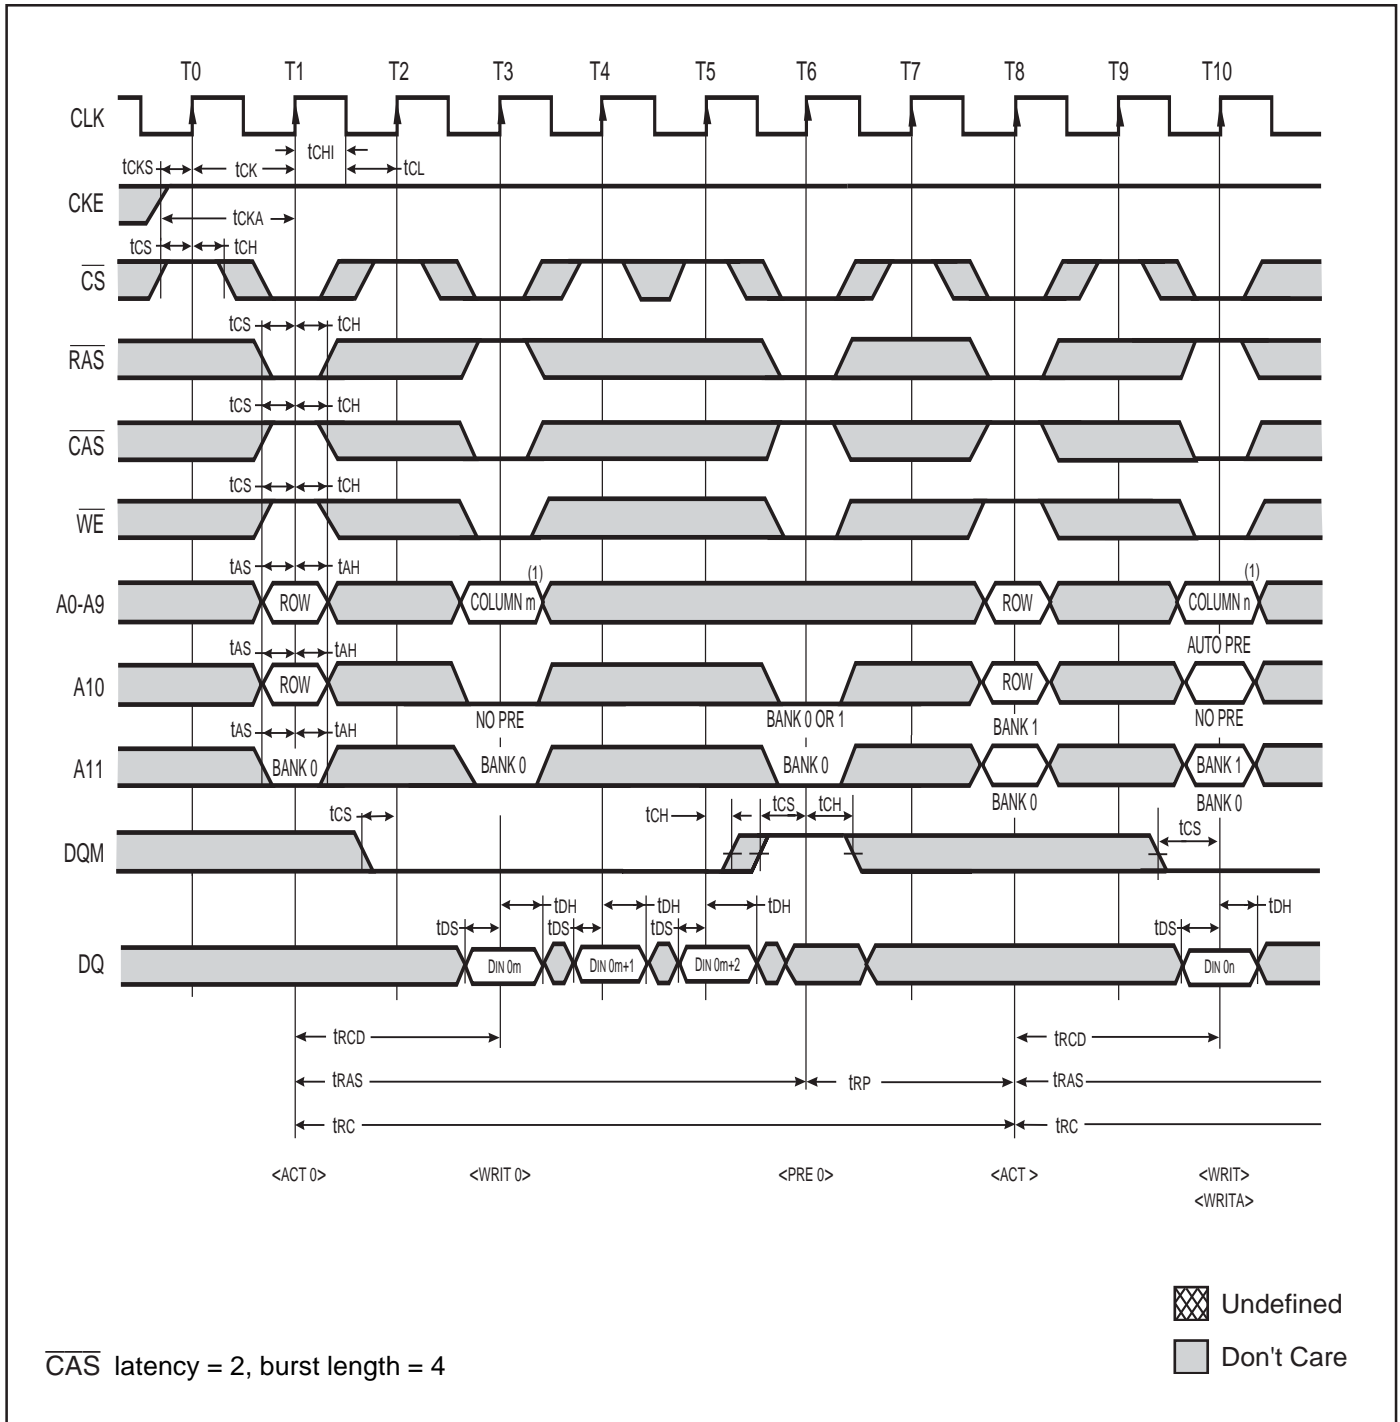 T0 T1 T2 T3 T4 T5 T6 T7 T8 T9 T10
CLK
tCHI
tCKS tCK tCL
CKE
tCKA
tCS tCH
CS
tCS tCH
RAS
tCS tCH
CAS
tCS tCH
WE
tAS tAH
(1) (1)
A0-A9 ROW COLUMN m ROW COLUMN n
tAS tAH AUTO PRE
A10 ROW ROW
NO PRE BANK 0 OR 1 BANK 1 NO PRE
tAS tAH
A11 BANK 0 BANK 0 BANK 0 BANK 1
BANK 0 BANK 0
tCS tCH tCS tCH tCS
DQM
tDH tDH tDH tDH
tDS tDS tDS tDS
DQ DIN 0m DIN 0m+1 DIN 0m+2 DIN 0n
tRCD tRCD
tRAS tRP tRAS
tRC tRC
<ACT 0> <WRIT 0> <PRE 0> <ACT > <WRIT>
<WRITA>
Undefined
Don't Care
CAS latency = 2, burst length = 4